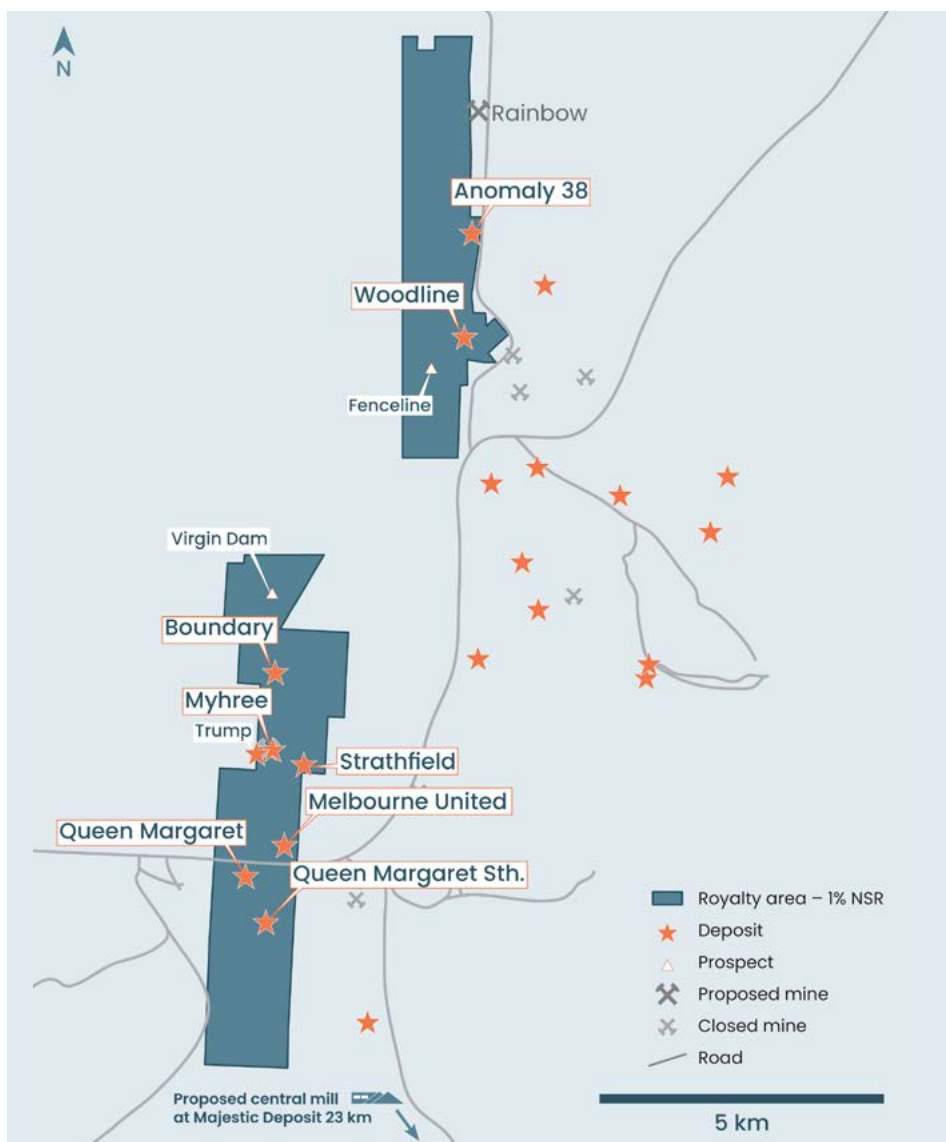 N
Rainbow
Anomaly 38
Woodline
Fenceline
Virgin Dam
Boundary
Myhree
Trump
Strathfield
Melbourne United
Queen Margaret
Queen Margaret Sth.
Royalty area – 1% NSR
Deposit
Prospect
Proposed mine
Closed mine
Road
Proposed central mill
at Majestic Deposit 23 km
5 km